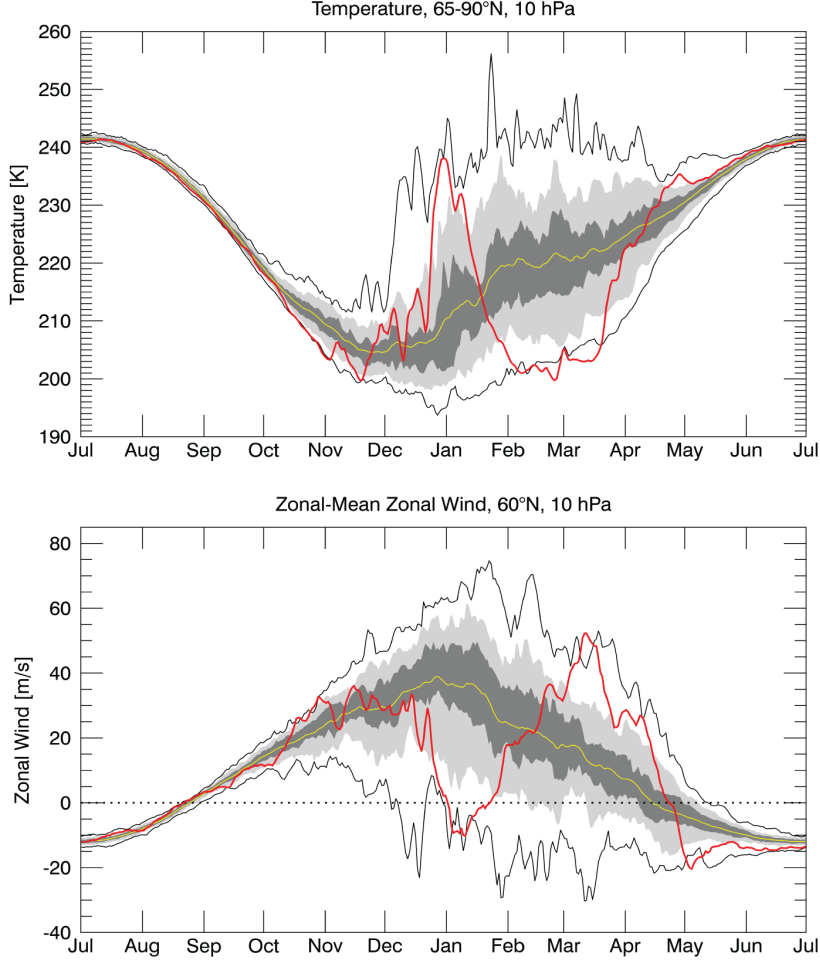 Temperature, 65-90°N, 10 hPa
260
250
240
230
220
210
200
190
Temperature [K]
Jul Aug Sep Oct Nov Dec Jan Feb Mar Apr May Jun Jul
Zonal-Mean Zonal Wind, 60°N, 10 hPa
80
60
40
20
0
-20
-40
Zonal Wind [m/s]
Jul Aug Sep Oct Nov Dec Jan Feb Mar Apr May Jun Jul